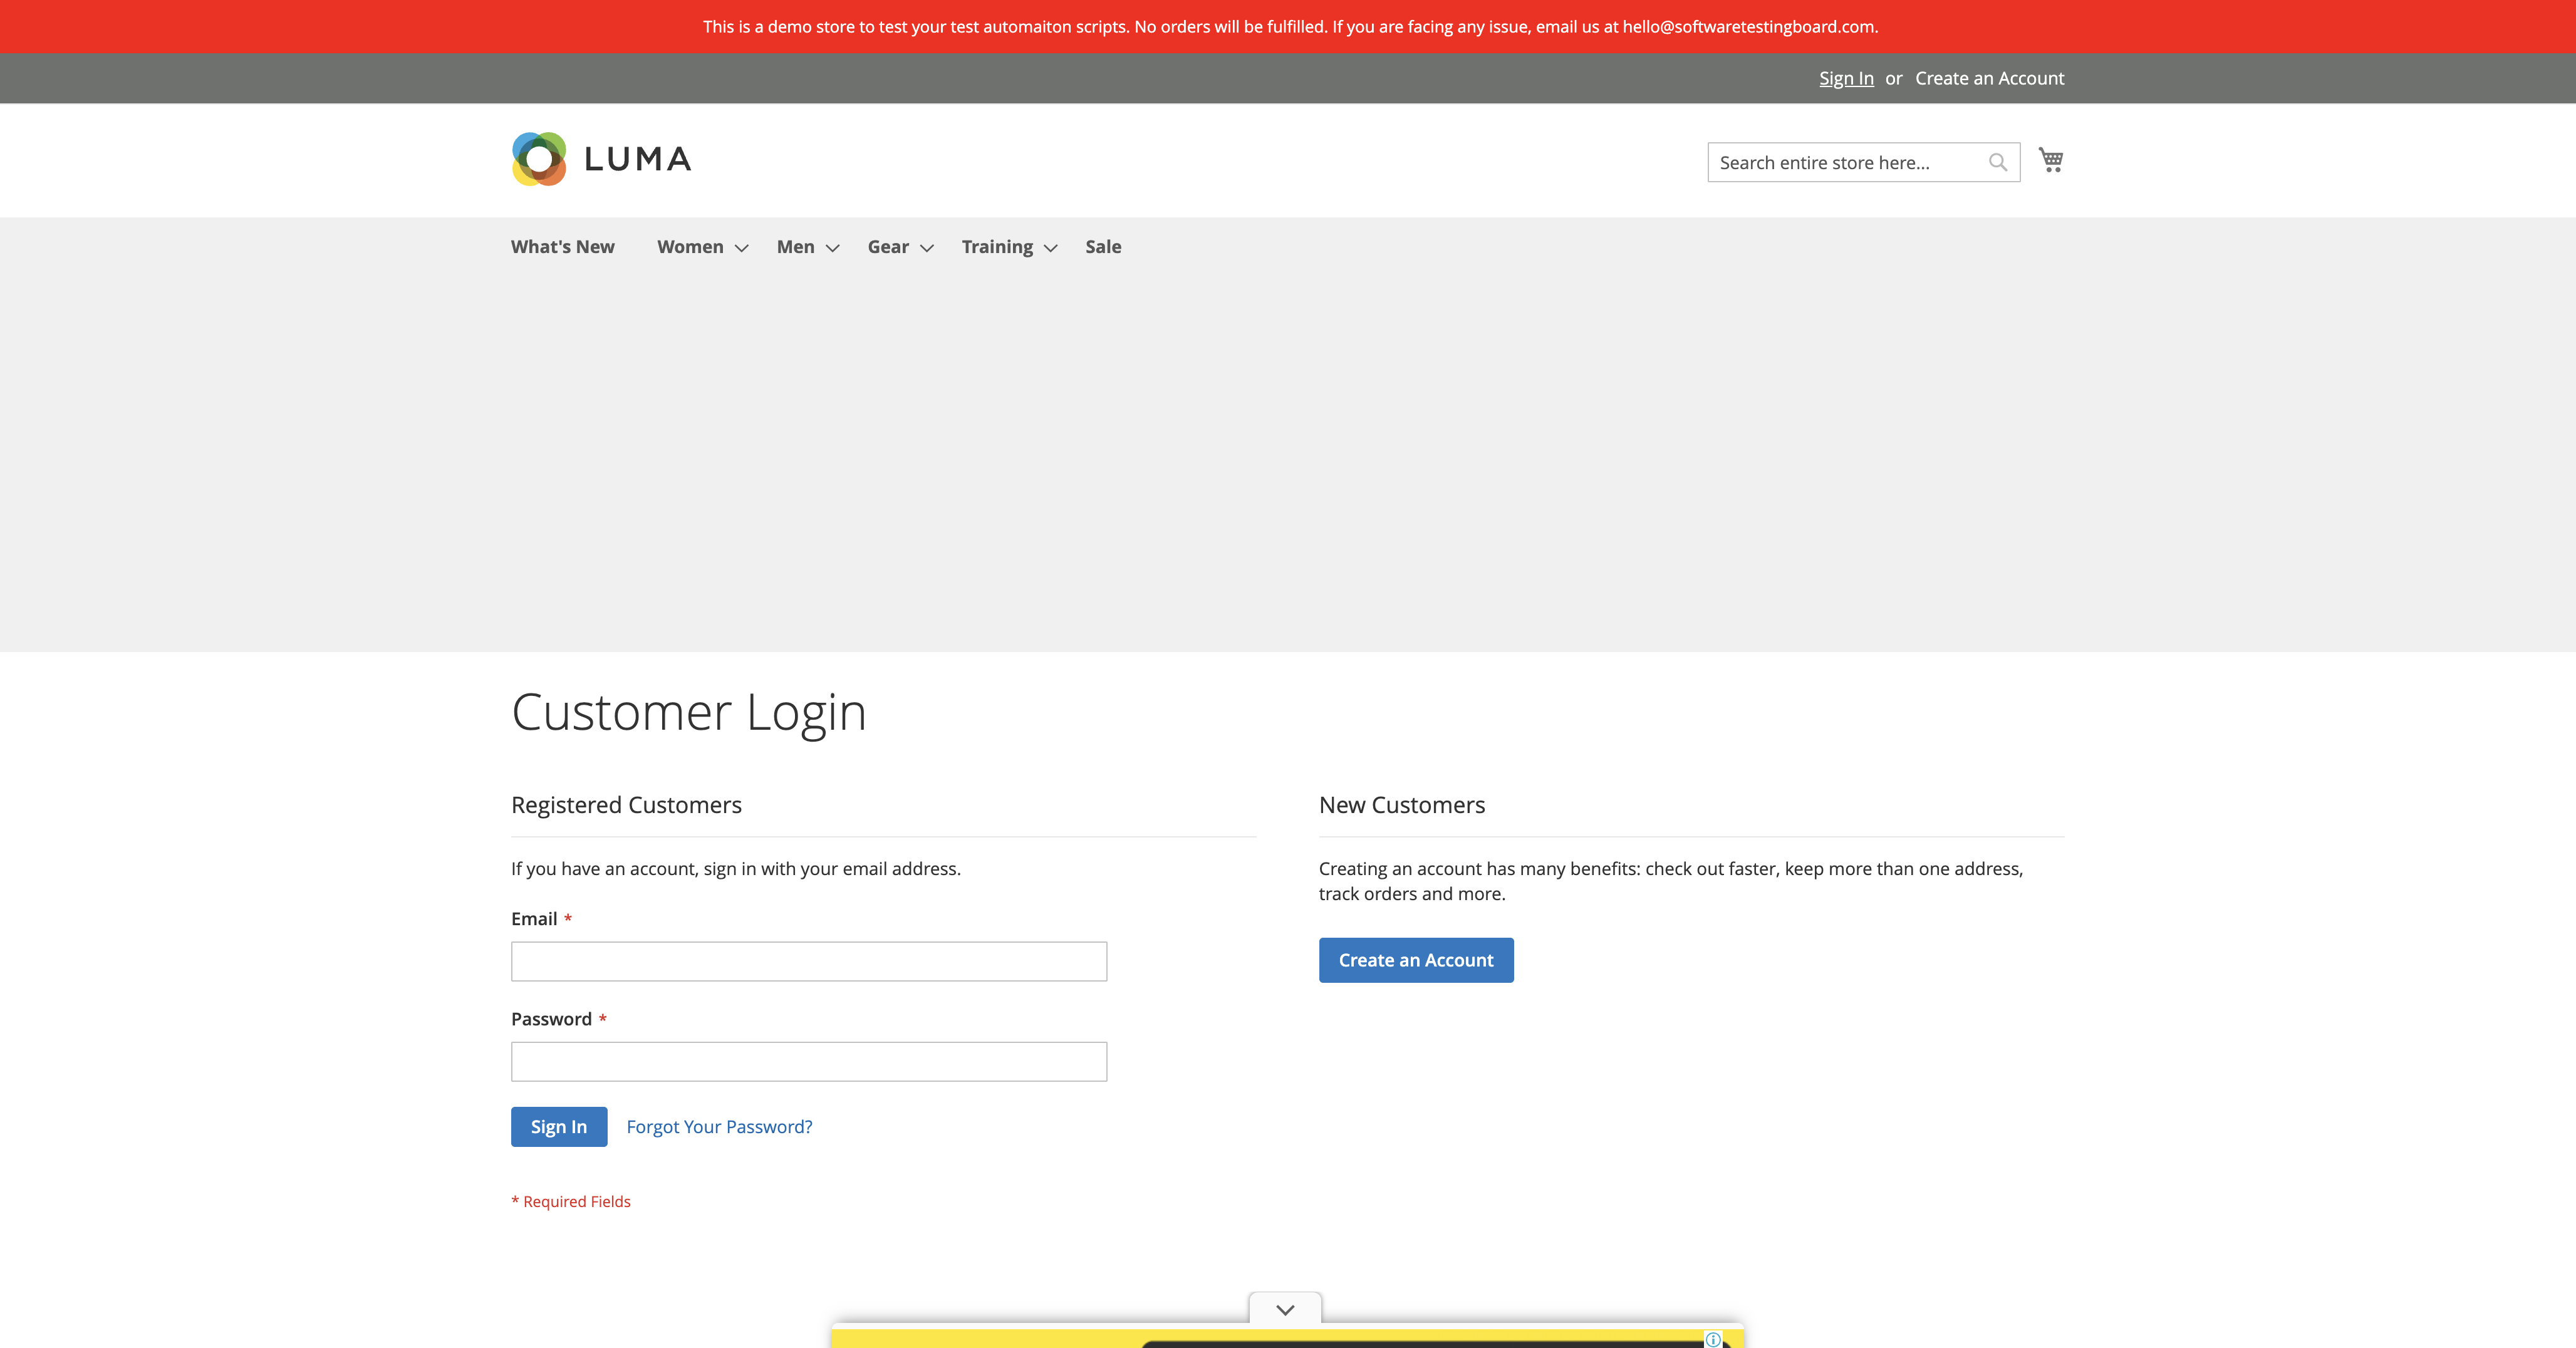 This is a demo store to test your test automaiton scripts. No orders will be fulfilled. If you are facing any issue, email us at hello@softwaretestingboard.com.
Sign In or Create an Account
LUMA
Search entire store here...
What's New Women Men Gear Training Sale
Customer Login
Registered Customers
If you have an account, sign in with your email address.
Email *
Password *
Sign In Forgot Your Password?
* Required Fields
New Customers
Creating an account has many benefits: check out faster, keep more than one address,
track orders and more.
Create an Account